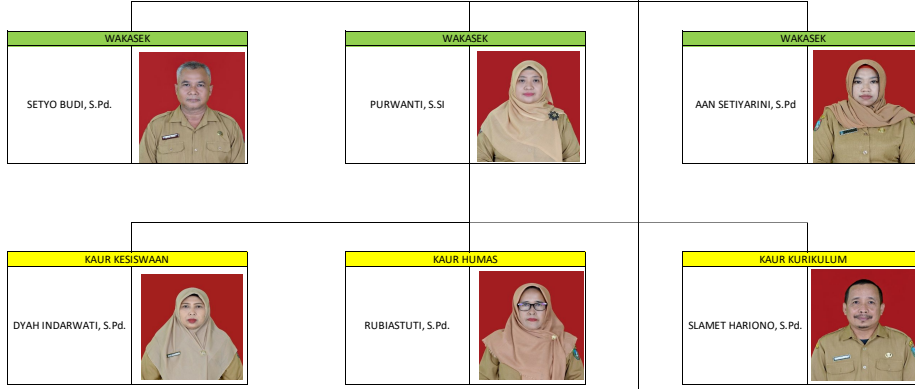 WAKASEK
WAKASEK
WAKASEK
SETYO BUDI, S.Pd.
PURWANTI, S.SI
AAN SETIYARINI, S.Pd
KAUR KESISWAAN
KAUR HUMAS
KAUR KURIKULUM
DYAH INDARWATI, S.Pd.
RUBIASTUTI, S.Pd.
SLAMET HARIONO, S.Pd.